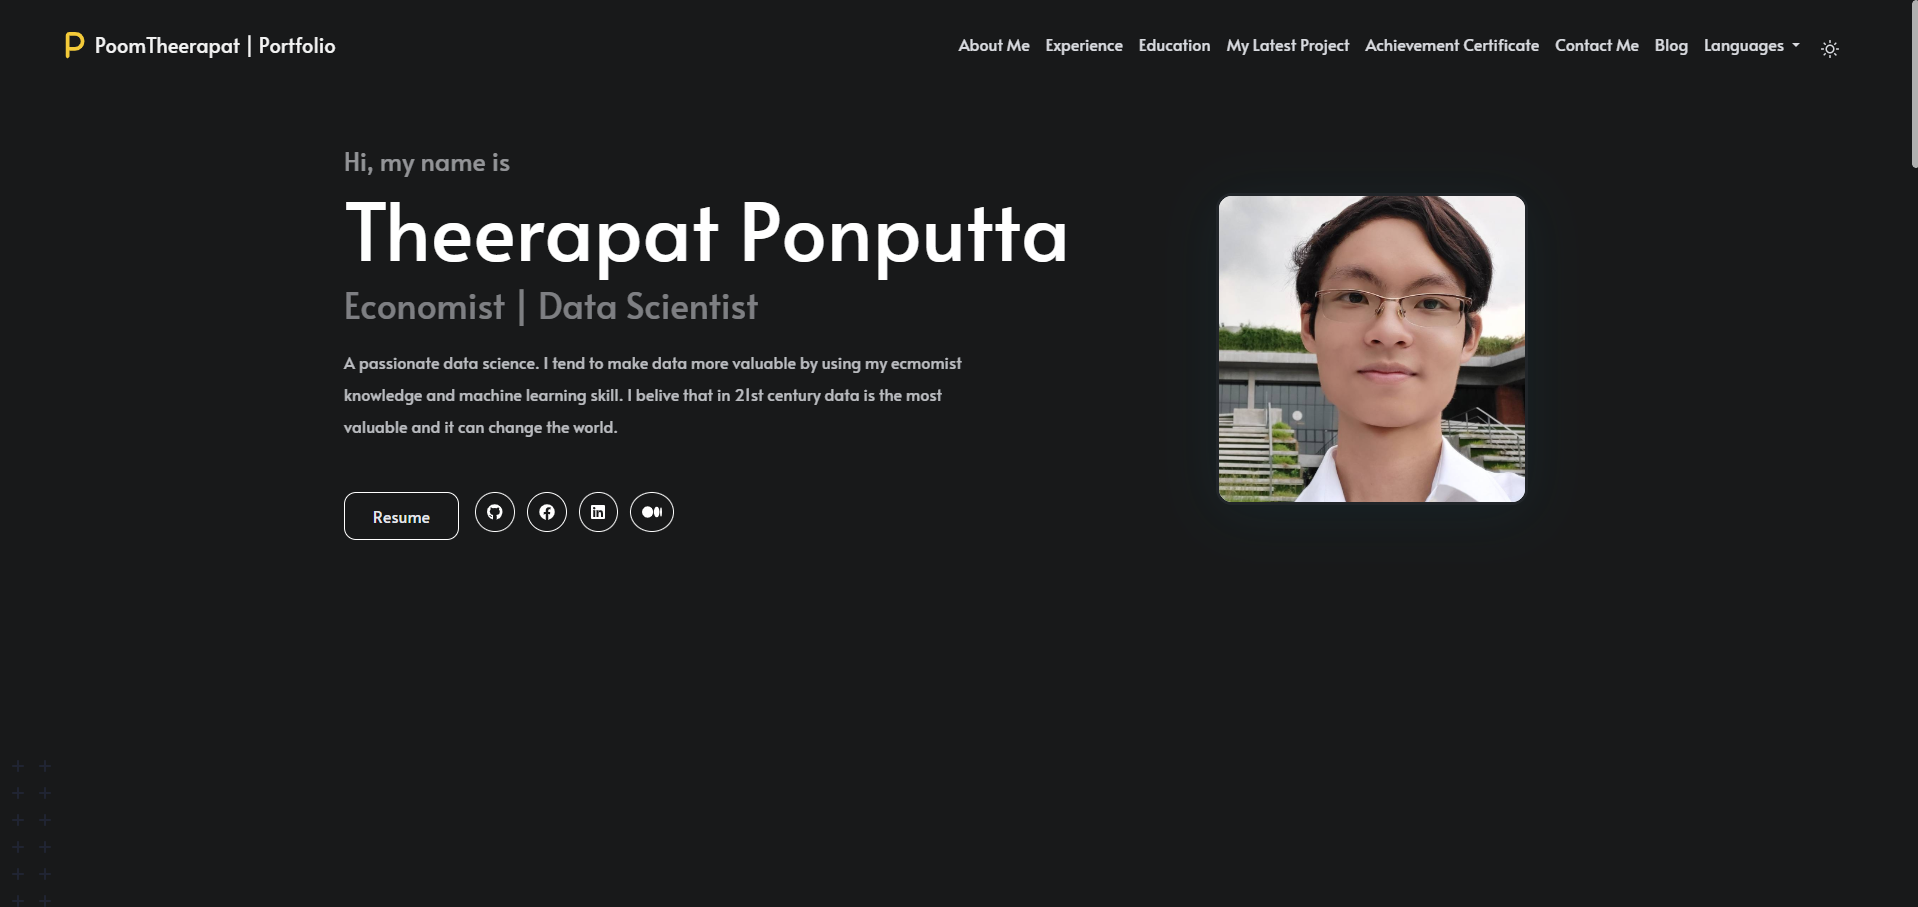 PoomTheerapat | Portfolio
About Me Experience Education My Latest Project Achievement Certificate Contact Me Blog Languages
Hi, my name is
Theerapat Ponputta
Economist | Data Scientist
A passionate data science. I tend to make data more valuable by using my ecmomist
knowledge and machine learning skill. I belive that in 21st century data is the most
valuable and it can change the world.
Resume